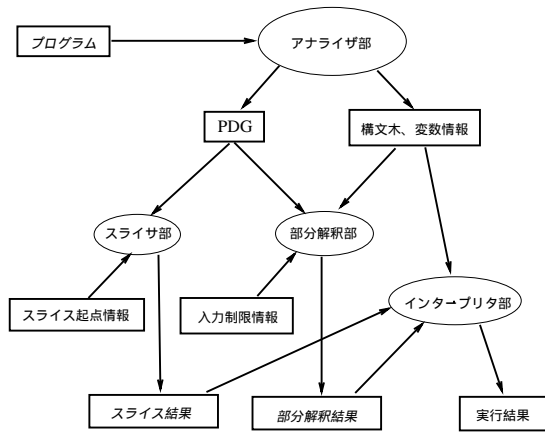 プログラム
アナライザ部
PDG
構文木、変数情報
スライサ部
部分解釈部
スライス起点情報
入力制限情報
インタープリタ部
スライス結果
部分解釈結果
実行結果